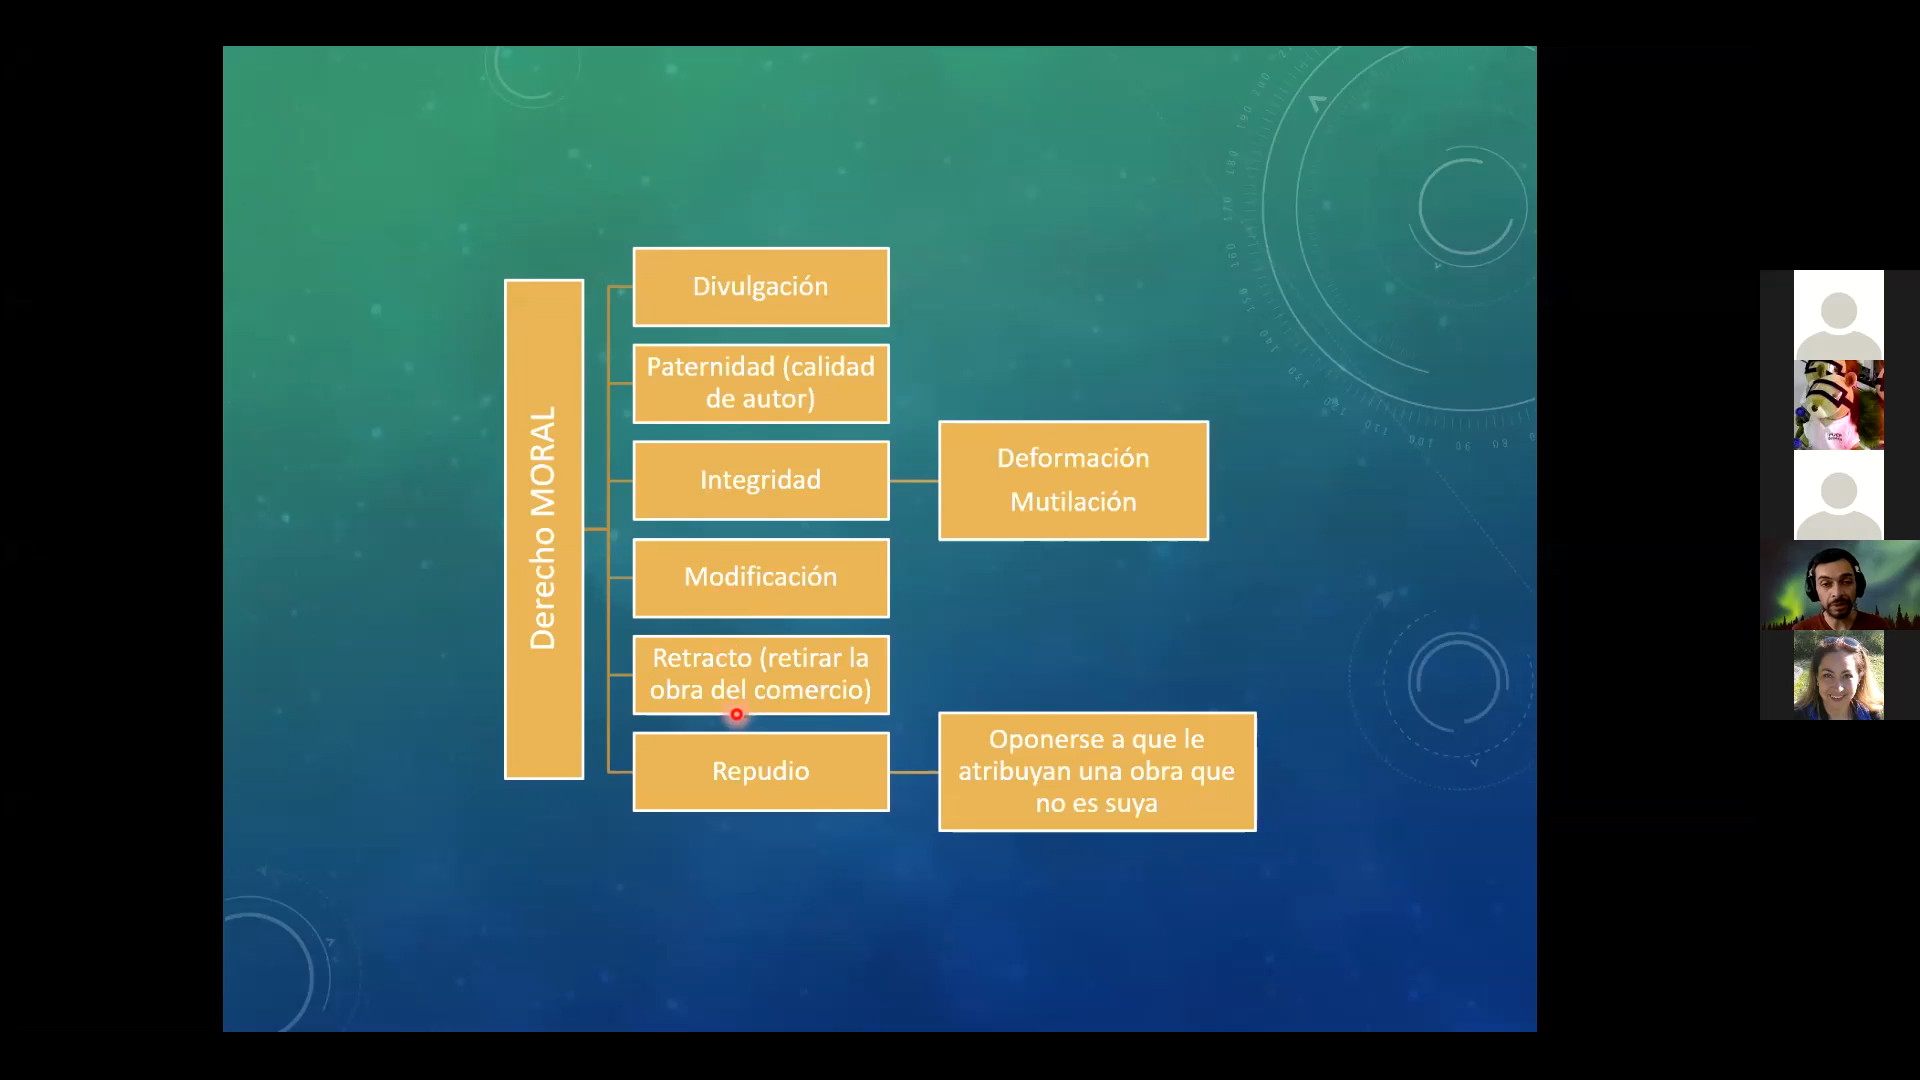 Derecho MORAL
Divulgación
Paternidad (calidad
de autor)
Integridad
Deformación
Mutilación
Modificación
Retracto (retirar la
obra del comercio)
Repudio
Oponerse a que le
atribuyan una obra que
no es suya